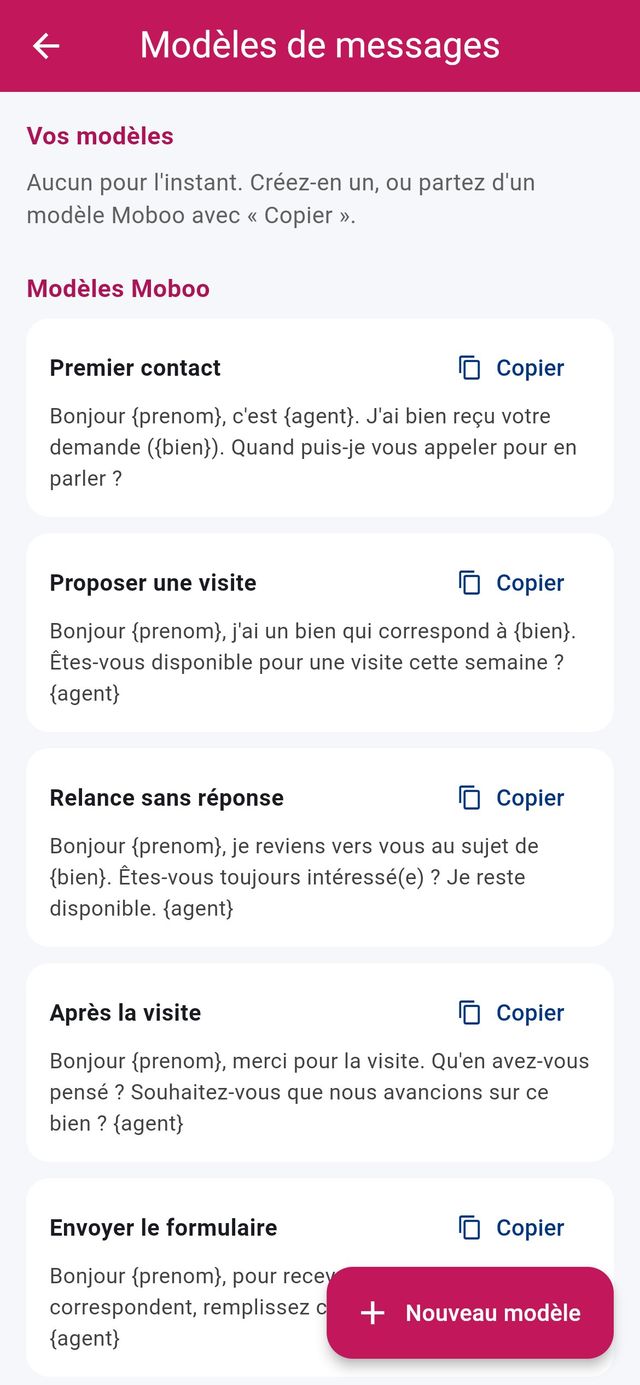 Modèles de messages
Vos modèles
Aucun pour l'instant. Créez-en un, ou partez d'un
modèle Moboo avec « Copier ».
Modèles Moboo
Premier contact
Copier
Bonjour {prenom}, c'est {agent}. J'ai bien reçu votre
demande ({bien}). Quand puis-je vous appeler pour en
parler ?
Proposer une visite
Copier
Bonjour {prenom}, j'ai un bien qui correspond à {bien}.
Êtes-vous disponible pour une visite cette semaine ?
{agent}
Relance sans réponse
Copier
Bonjour {prenom}, je reviens vers vous au sujet de
{bien}. Êtes-vous toujours intéressé(e) ? Je reste
disponible. {agent}
Après la visite
Copier
Bonjour {prenom}, merci pour la visite. Qu'en avez-vous
pensé ? Souhaitez-vous que nous avancions sur ce
bien ? {agent}
Envoyer le formulaire
Copier
Bonjour {prenom}, pour
correspondent, remplissez
{agent}
Nouveau modèle